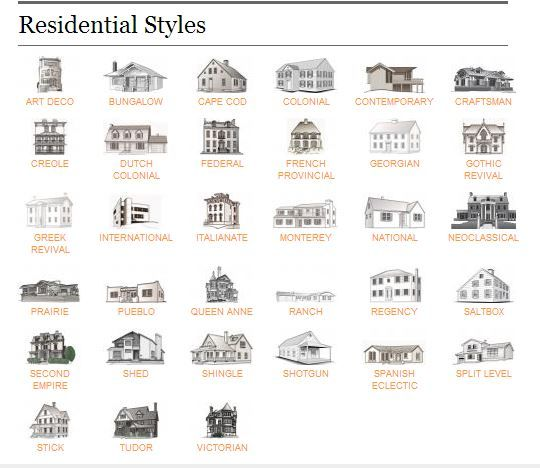 Residential Styles
ART DECO BUNGALOW CAPE COD COLONIAL CONTEMPORARY CRAFTSMAN
CREOLE DUTCH COLONIAL FEDERAL FRENCH PROVINCIAL GEORGIAN GOTHIC REVIVAL
GREEK REVIVAL INTERNATIONAL ITALIANATE MONTEREY NATIONAL NEOCLASSICAL
PRAIRIE PUEBLO QUEEN ANNE RANCH REGENCY SALTBOX
SECOND EMPIRE SHED SHINGLE SHOTGUN SPANISH ECLECTIC SPLIT LEVEL
STICK TUDOR VICTORIAN